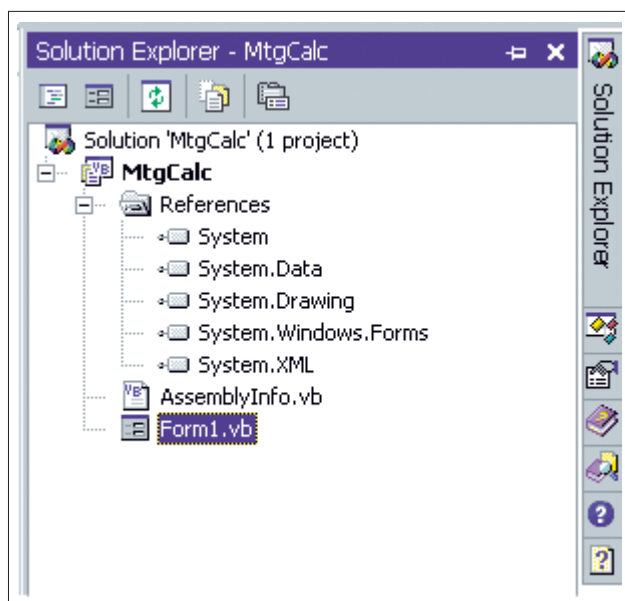 Solution Explorer - MtgCalc
Solution 'MtgCalc' (1 project)
MtgCalc
References
System
System.Data
System.Drawing
System.Windows.Forms
System.XML
AssemblyInfo.vb
Form1.vb
Solution Explorer